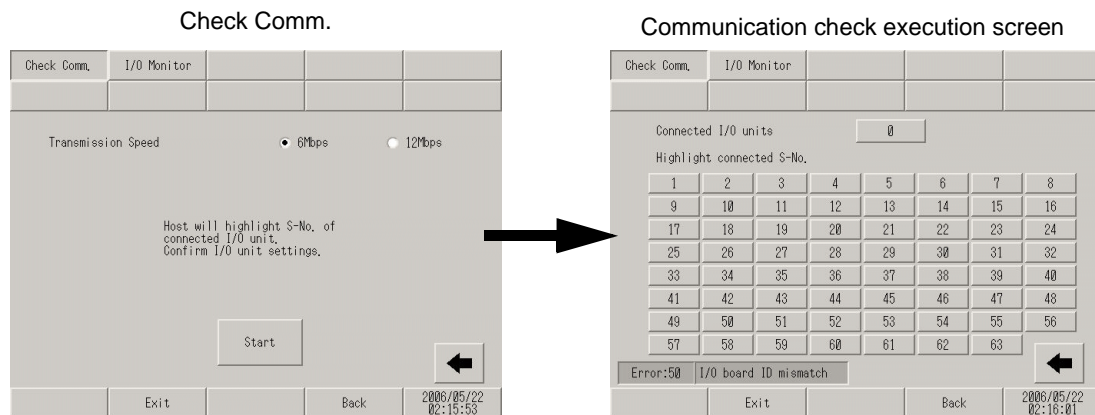 Check Comm.
Check Comm. I/O Monitor
Transmission Speed 6Mbps 12Mbps
Host will highlight S-No. of
connected I/O unit.
Confirm I/O unit settings.
Start
Exit Back 2006/05/22
02:15:53
Communication check execution screen
Check Comm. I/O Monitor
Connected I/O units 0
Highlight connected S-No.
1 2 3 4 5 6 7 8
9 10 11 12 13 14 15 16
17 18 19 20 21 22 23 24
25 26 27 28 29 30 31 32
33 34 35 36 37 38 39 40
41 42 43 44 45 46 47 48
49 50 51 52 53 54 55 56
57 58 59 60 61 62 63
Error:50 I/O board ID mismatch
Exit Back 2006/05/22
02:16:01